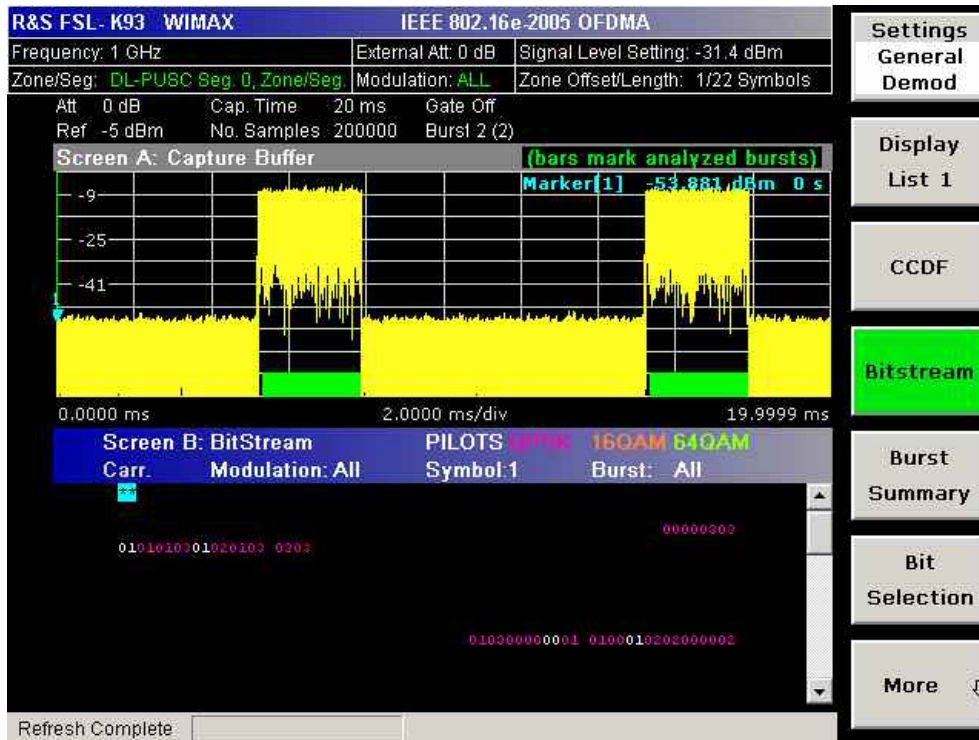 R&S FSL-K93 WIMAX IEEE 802.16e-2005 OFDMA
Frequency: 1 GHz External Att: 0 dB Signal Level Setting: -31.4 dBm
Zone/Seg: DL-PUSC Seg. 0, Zone/Seg. Modulation: ALL Zone Offset/Length: 1/22 Symbols
Att 0 dB Cap. Time 20 ms Gate Off
Ref -5 dBm No. Samples 200000 Burst 2 (2)
Screen A: Capture Buffer (bars mark analyzed bursts)
Marker[1] -53.881 dBm 0 s
-9
-25
-41
1
0.0000 ms 2.0000 ms/div 19.9999 ms
Screen B: BitStream PILOTS QPSK 16QAM 64QAM
Carr. Modulation: All Symbol:1 Burst: All
**
00000303
0101010301020103 0303
010300000001 0100010202000002
Refresh Complete
Settings
General
Demod
Display
List 1
CCDF
Bitstream
Burst
Summary
Bit
Selection
More